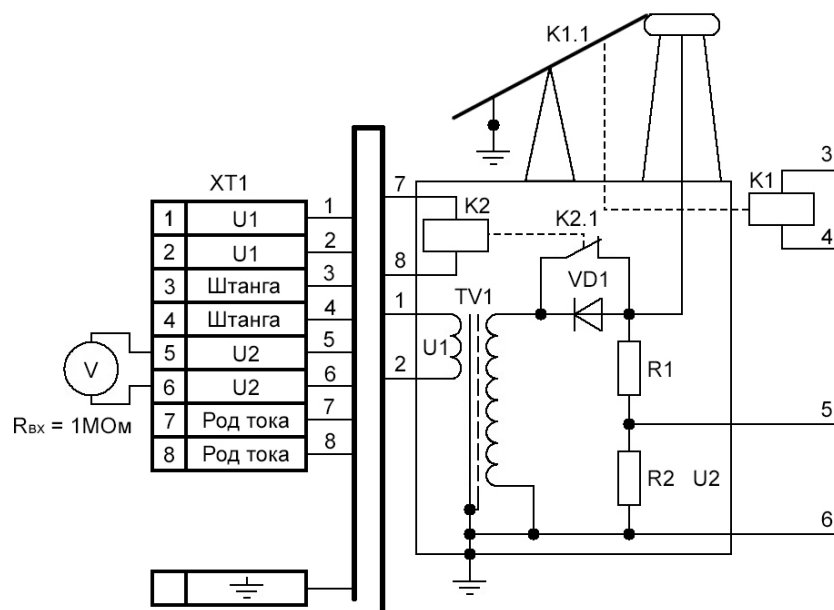 K1.1
3
K1
4
XT1
1 U1 1
2 U1 2
3 Штанга 3
4 Штанга 4
5 U2 5
6 U2 6
7 Род тока 7
8 Род тока 8
V
Rвх = 1МОм
7
K2
8
K2.1
1
TV1
VD1
U1
2
R1
5
R2 U2
6